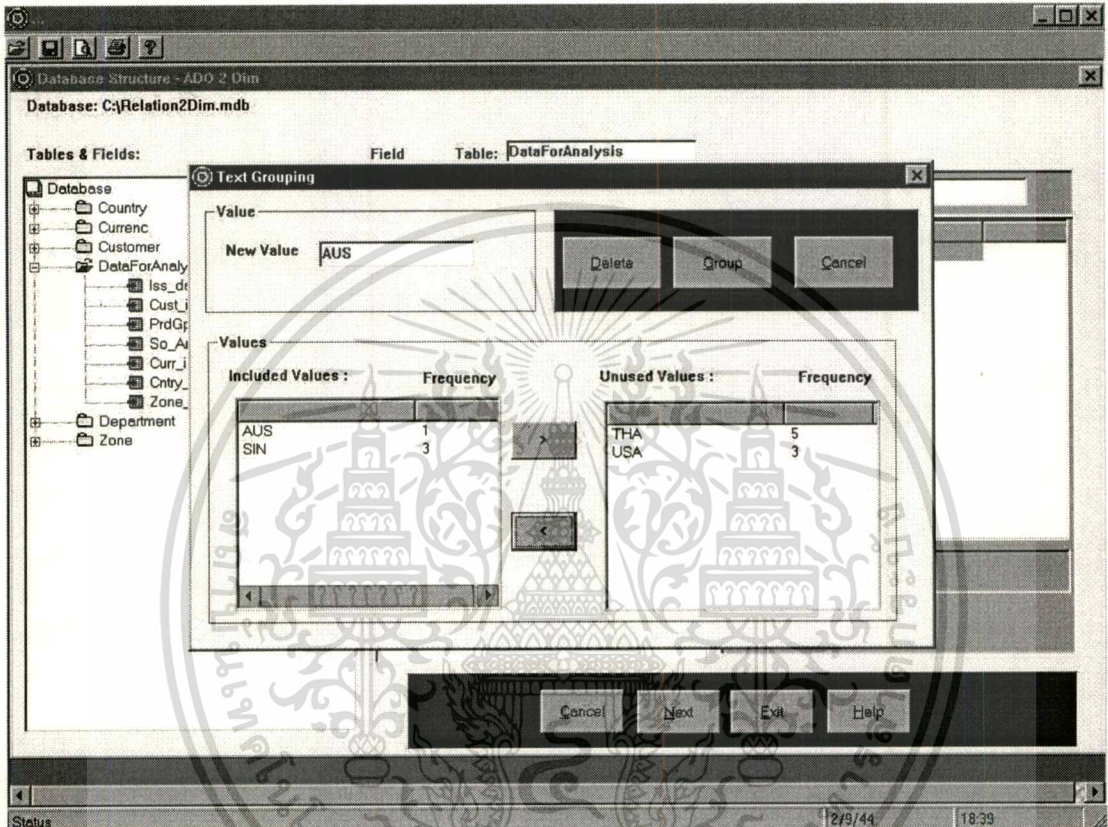 ...
Database Structure - ADO 2 Dim
Database: C:\Relation2Dim.mdb
Tables & Fields:
Field
Table: DataForAnalysis
Database
Country
Currenc
Customer
DataForAnaly
Iss_de
Cust_i
PrdGp
So_A
Curr_i
Cntry_
Zone_
Department
Zone
Text Grouping
Value
New Value AUS
Delete Group Cancel
Values
Included Values : Frequency
AUS 1
SIN 3
>
<
Unused Values : Frequency
THA 5
USA 3
Cancel Next Exit Help
Status 2/9/44 18:39